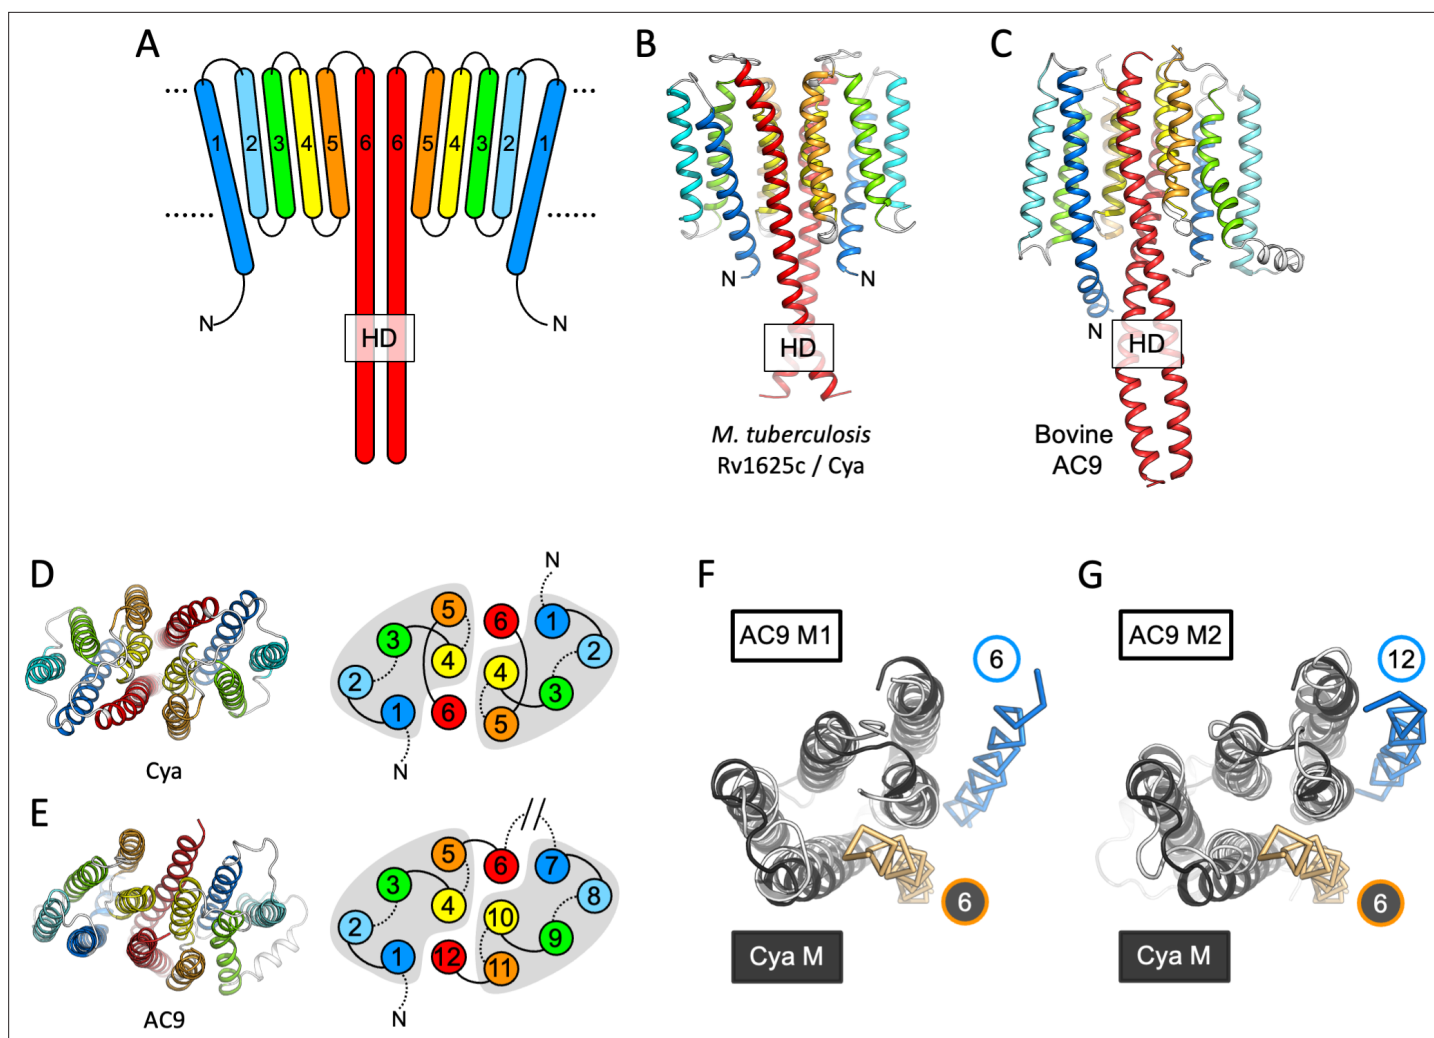 A
B
C
1 2 3 4 5 6 6 5 4 3 2 1
N
N
HD
N
N
HD
M. tuberculosis
Rv1625c / Cya
N
HD
Bovine
AC9
D
Cya
N
5 6 1
3 4 4 2
2 3
1 6 5
N
E
AC9
5 6 7
3 4 8
2 10 9
1 12 11
N
F
AC9 M1
6
6
Cya M
G
AC9 M2
12
6
Cya M